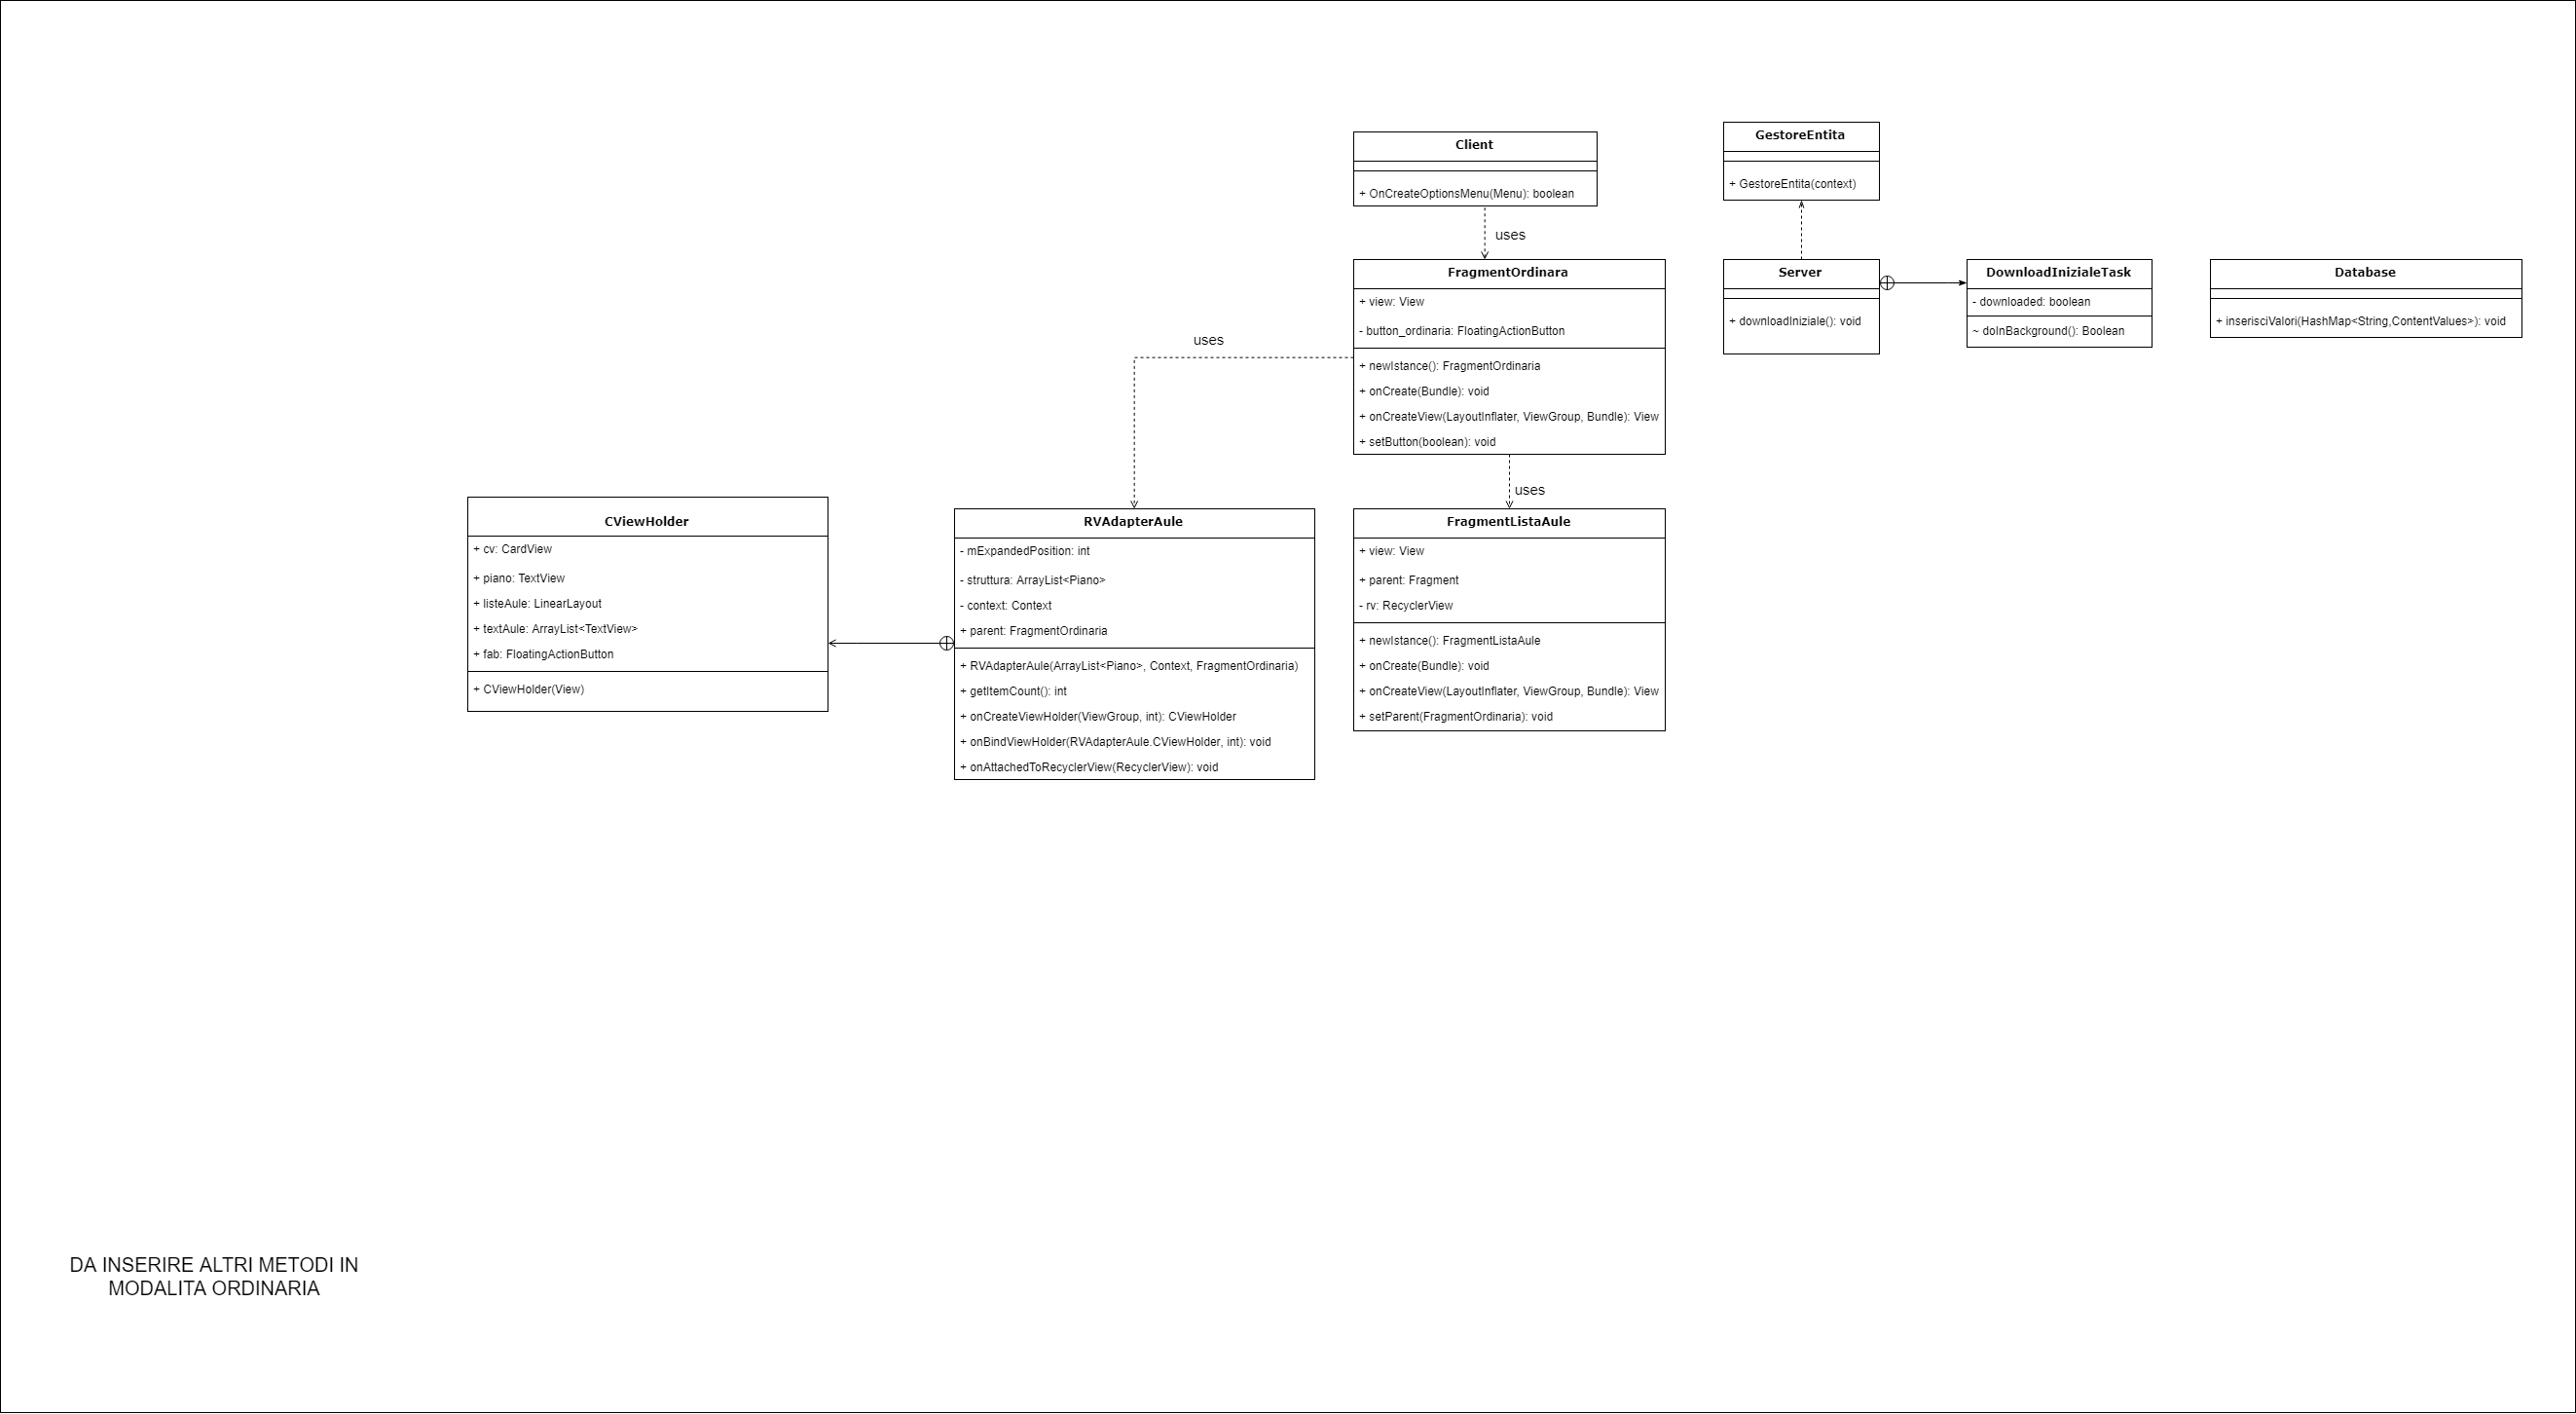 Client
+ OnCreateOptionsMenu(Menu): boolean
uses
GestoreEntita
+ GestoreEntita(context)
FragmentOrdinara
+ view: View
- button_ordinaria: FloatingActionButton
+ newIstance(): FragmentOrdinaria
+ onCreate(Bundle): void
+ onCreateView(LayoutInflater, ViewGroup, Bundle): View
+ setButton(boolean): void
Server
+ downloadIniziale(): void
DownloadInizialeTask
- downloaded: boolean
~ doInBackground(): Boolean
Database
+ inserisciValori(HashMap<String,ContentValues>): void
uses
uses
CViewHolder
+ cv: CardView
+ piano: TextView
+ listeAule: LinearLayout
+ textAule: ArrayList<TextView>
+ fab: FloatingActionButton
+ CViewHolder(View)
RVAdapterAule
- mExpandedPosition: int
- struttura: ArrayList<Piano>
- context: Context
+ parent: FragmentOrdinaria
+ RVAdapterAule(ArrayList<Piano>, Context, FragmentOrdinaria)
+ getItemCount(): int
+ onCreateViewHolder(ViewGroup, int): CViewHolder
+ onBindViewHolder(RVAdapterAule.CViewHolder, int): void
+ onAttachedToRecyclerView(RecyclerView): void
FragmentListaAule
+ view: View
+ parent: Fragment
- rv: RecyclerView
+ newIstance(): FragmentListaAule
+ onCreate(Bundle): void
+ onCreateView(LayoutInflater, ViewGroup, Bundle): View
+ setParent(FragmentOrdinaria): void
DA INSERIRE ALTRI METODI IN
MODALITA ORDINARIA